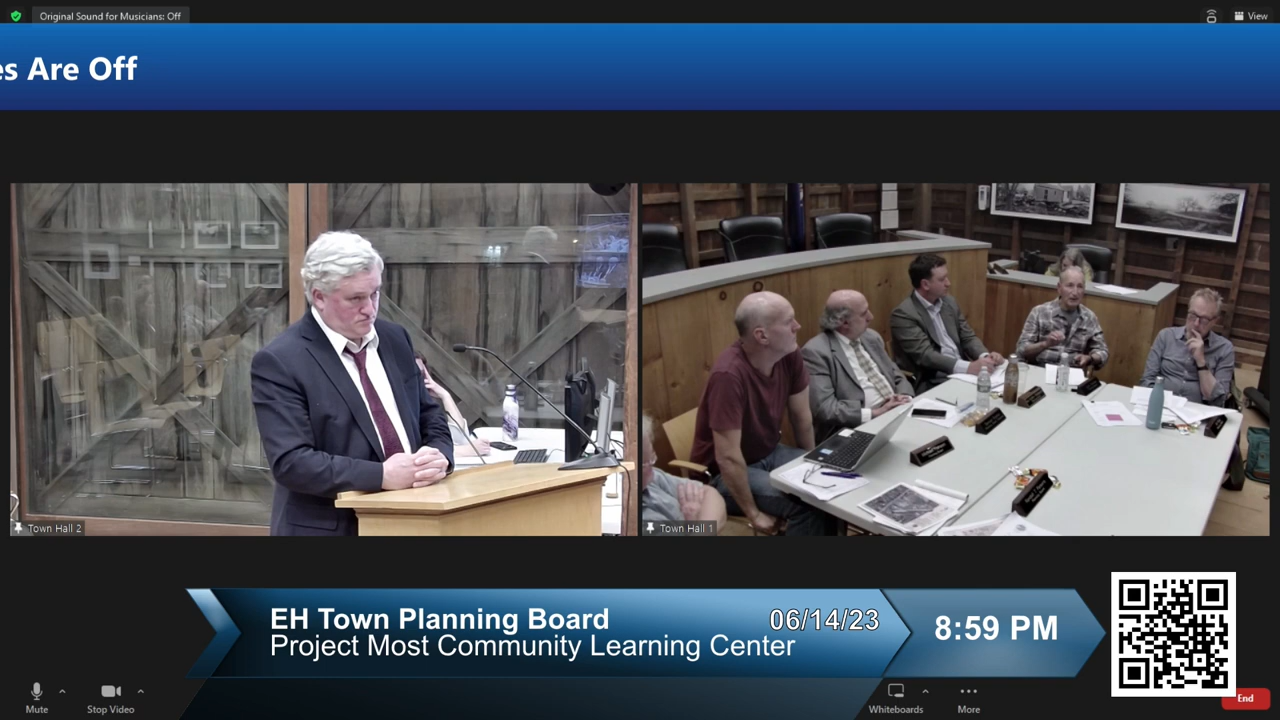 Original Sound for Musicians: Off
View
es Are Off
Town Hall 2
Town Hall 1
EH Town Planning Board
06/14/23
Project Most Community Learning Center
8:59 PM
Mute
Stop Video
Whiteboards
More
End